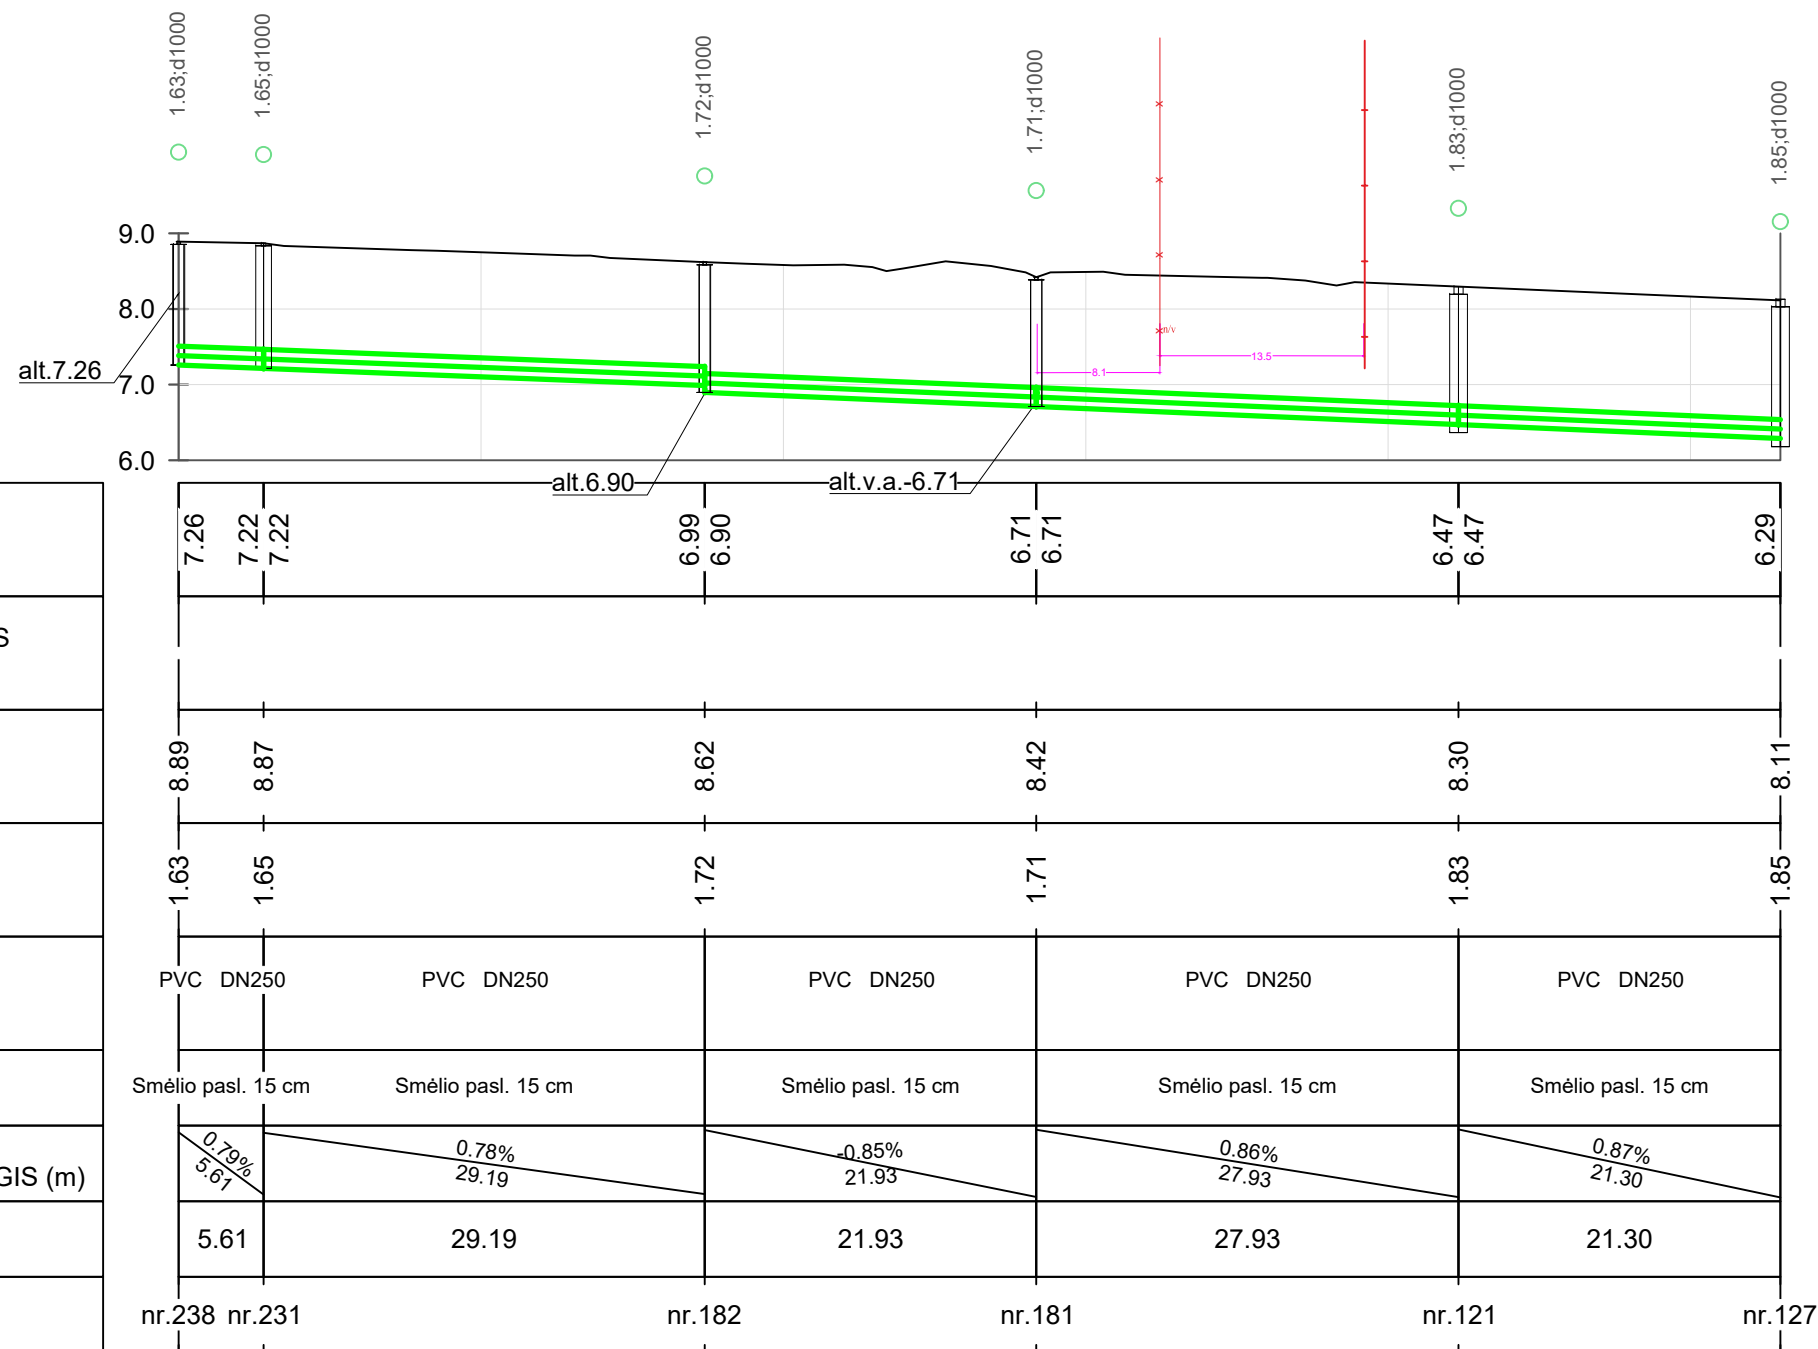 1.63;d1000
1.65;d1000
1.72;d1000
1.71;d1000
1.83;d1000
1.85;d1000
9.0
8.0
7.0
6.0
n/v
13.5
8.1
alt.7.26
alt.6.90
alt.v.a.-6.71
7.26
7.22
7.22
6.99
6.90
6.71
6.71
6.47
6.47
6.29
S
8.89
8.87
8.62
8.42
8.30
8.11
1.63
1.65
1.72
1.71
1.83
1.85
PVC DN250
PVC DN250
PVC DN250
PVC DN250
PVC DN250
Smėlio pasl. 15 cm
Smėlio pasl. 15 cm
Smėlio pasl. 15 cm
Smėlio pasl. 15 cm
Smėlio pasl. 15 cm
GIS (m)
0.79%
5.61
0.78%
29.19
-0.85%
21.93
0.86%
27.93
0.87%
21.30
5.61
29.19
21.93
27.93
21.30
nr.238
nr.231
nr.182
nr.181
nr.121
nr.127